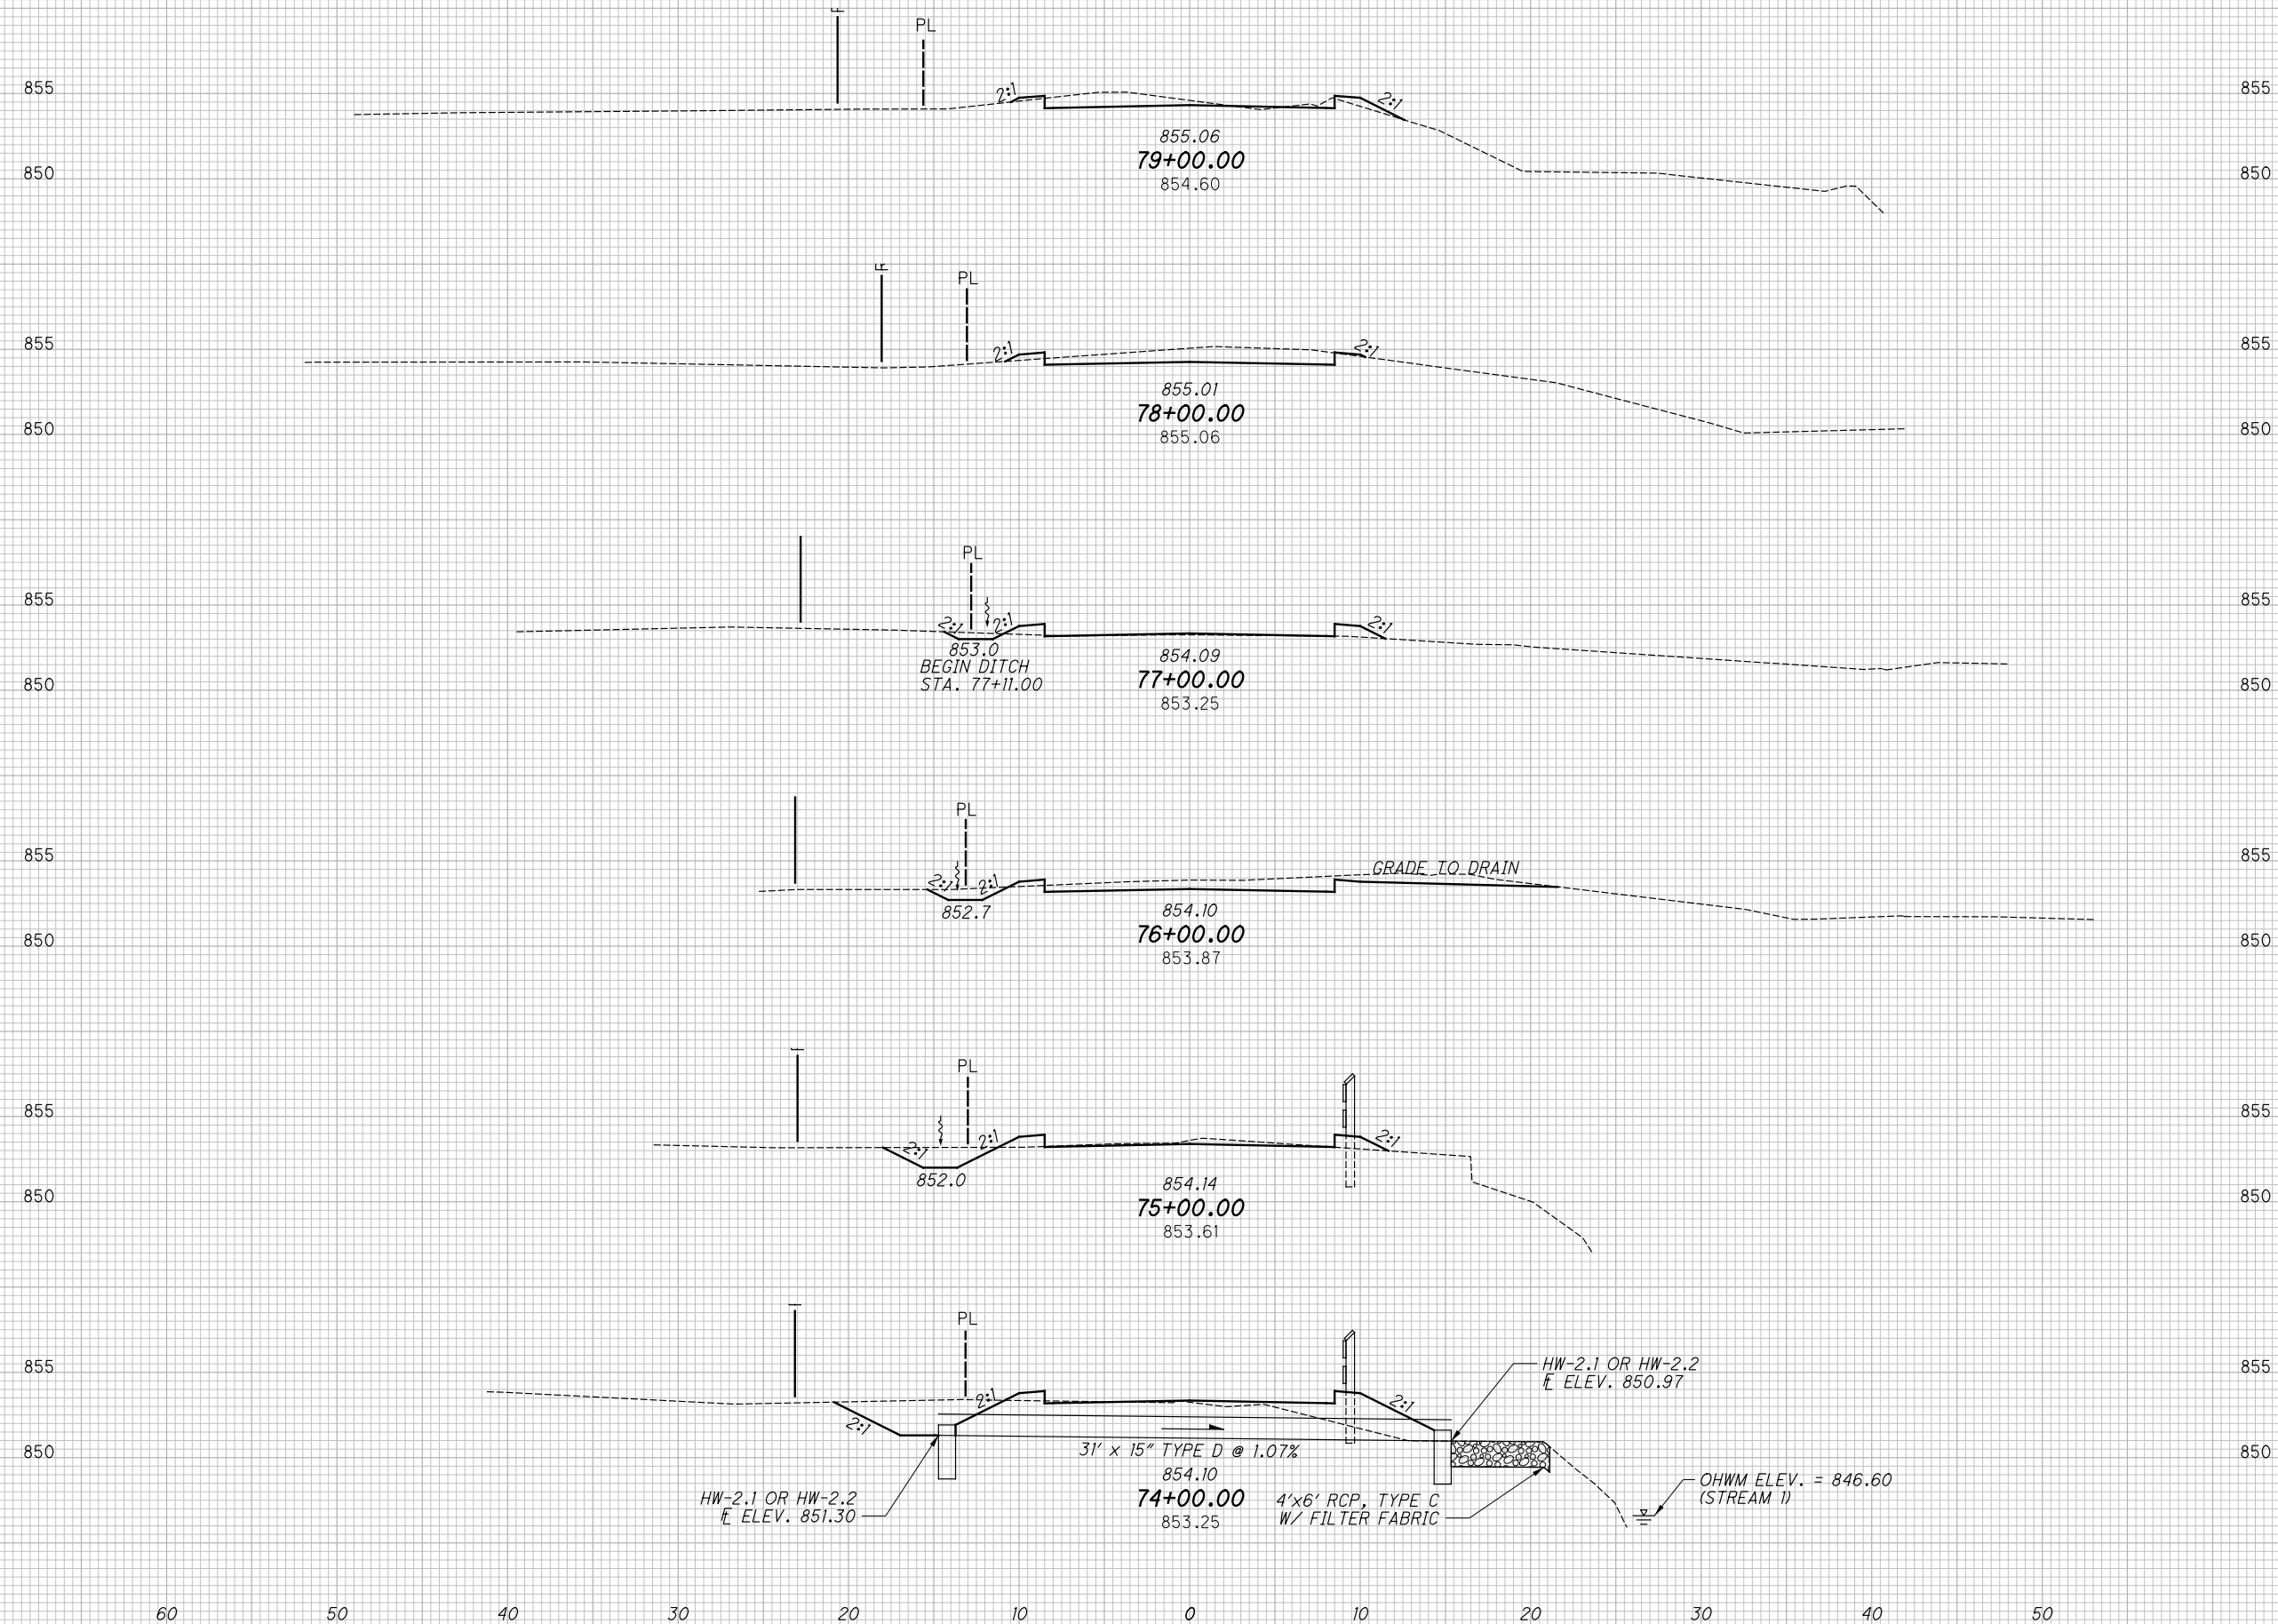 PL
855 2:1 2:1 855
855.06
79+00.00
850 854.60 850
F
PL
855 2:1 2:1 855
855.01
78+00.00
850 855.06 850
PL
855 855
2:1 2:1 2:1
853.0
BEGIN DITCH
STA. 77+11.00
854.09
77+00.00
850 853.25 850
PL
855 855
2:1 2:1 GRADE TO DRAIN
852.7
854.10
76+00.00
850 853.87 850
PL
855 855
2:1 2:1 2:1
852.0
854.14
75+00.00
850 853.61 850
PL
855 855
HW-2.1 OR HW-2.2
ELEV. 850.97
2:1 2:1 2:1
31' x 15" TYPE D @ 1.07%
850 850
854.10
74+00.00
853.25
HW-2.1 OR HW-2.2
ELEV. 851.30
4'x6' RCP, TYPE C
W/ FILTER FABRIC
OHWM ELEV. = 846.60
(STREAM 1)
60 50 40 30 20 10 0 10 20 30 40 50